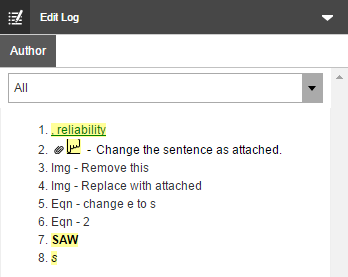 Edit Log
Author
All
1. , reliability
2. - Change the sentence as attached.
3. Img - Remove this
4. Img - Replace with attached
5. Eqn - change e to s
6. Eqn - 2
7. SAW
8. s